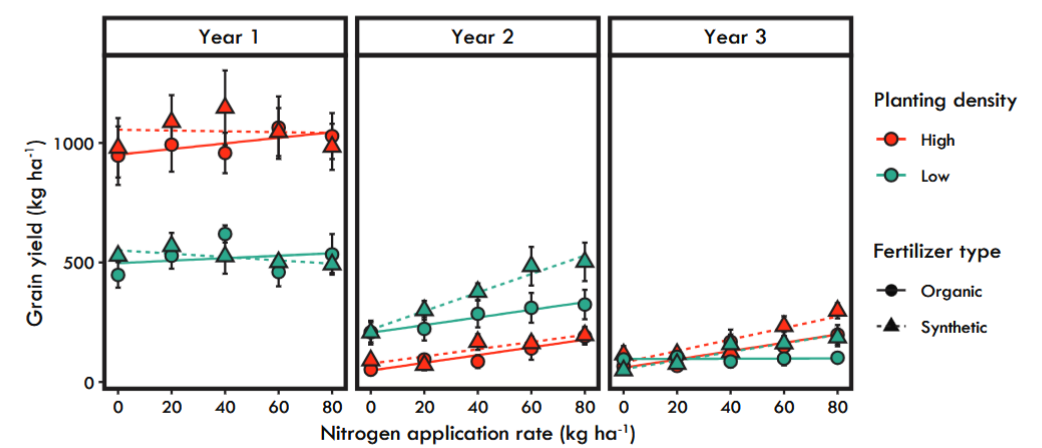 Year 1
Year 2
Year 3
Grain yield (kg ha⁻¹)
1000
500
0
0 20 40 60 80
0 20 40 60 80
0 20 40 60 80
Nitrogen application rate (kg ha⁻¹)
Planting density
High
Low
Fertilizer type
Organic
Synthetic